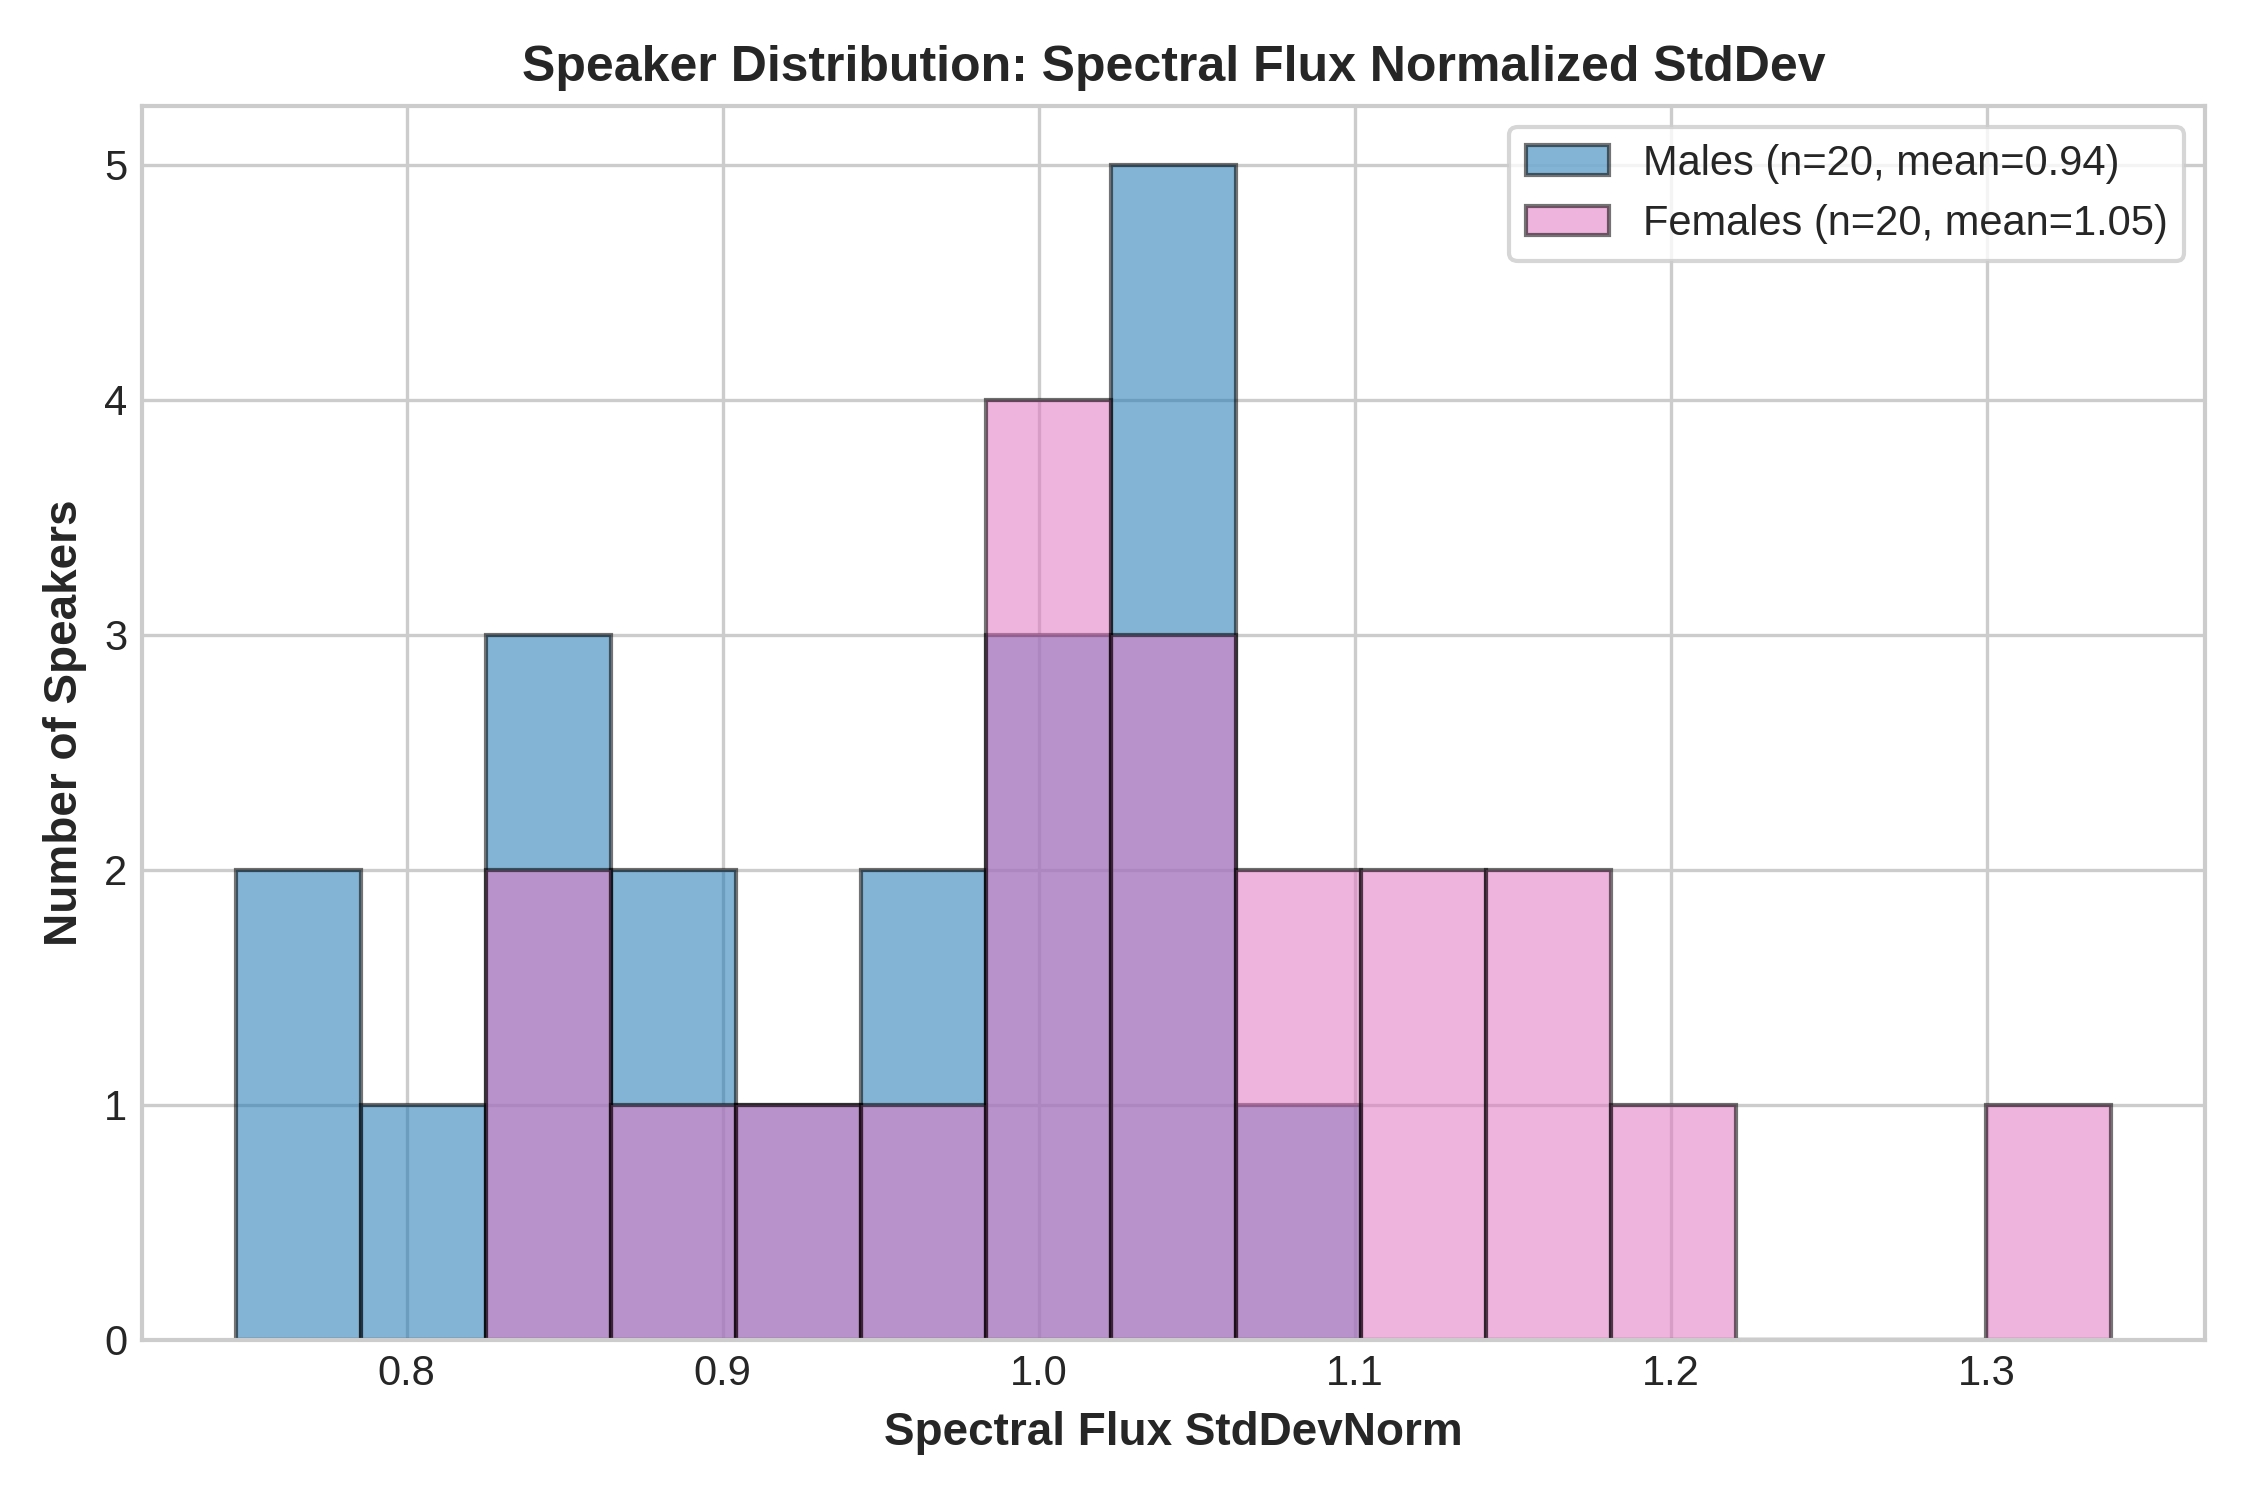 Speaker Distribution: Spectral Flux Normalized StdDev
Males (n=20, mean=0.94)
Females (n=20, mean=1.05)
Number of Speakers
5
4
3
2
1
0
0.8 0.9 1.0 1.1 1.2 1.3
Spectral Flux StdDevNorm